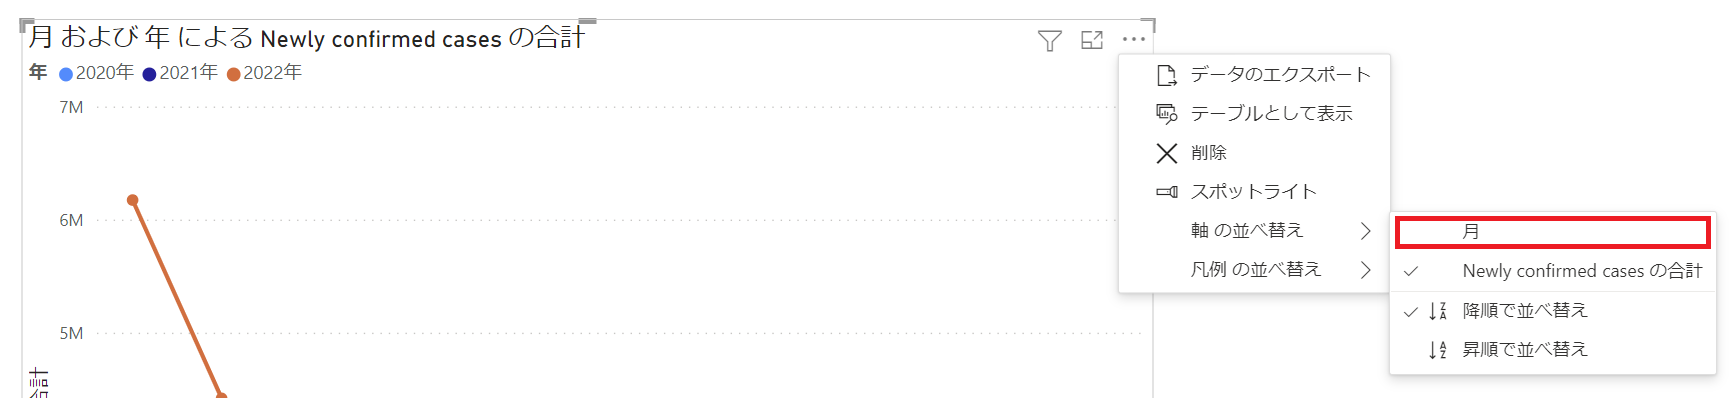 月 および 年 による Newly confirmed cases の合計
年 2020年 2021年 2022年
7M
6M
5M
合計
データのエクスポート
テーブルとして表示
削除
スポットライト
軸 の並べ替え
凡例 の並べ替え
月
Newly confirmed cases の合計
降順で並べ替え
昇順で並べ替え